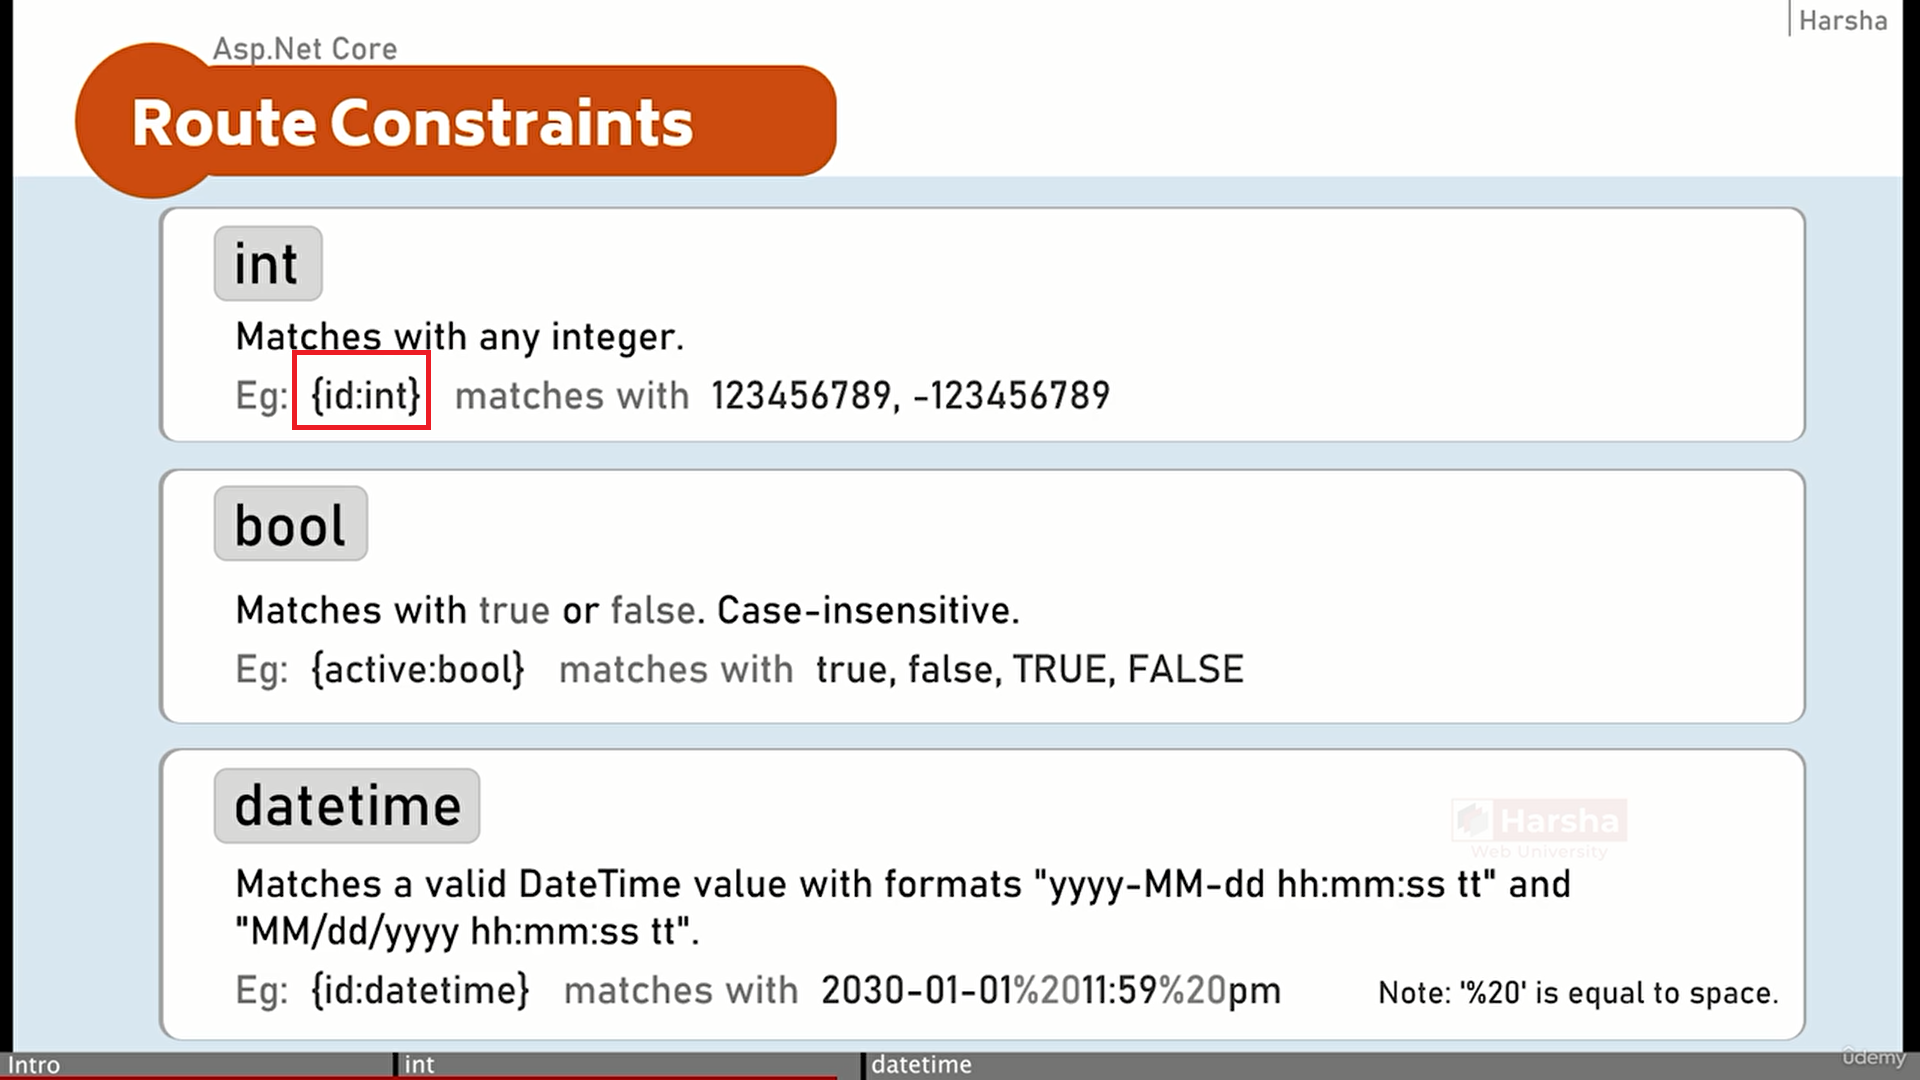 Harsha
Asp.Net Core
Route Constraints
int
Matches with any integer.
Eg: {id:int} matches with 123456789, -123456789
bool
Matches with true or false. Case-insensitive.
Eg: {active:bool} matches with true, false, TRUE, FALSE
datetime
Harsha
Web University
Matches a valid DateTime value with formats "yyyy-MM-dd hh:mm:ss tt" and
"MM/dd/yyyy hh:mm:ss tt".
Eg: {id:datetime} matches with 2030-01-01%2011:59%20pm Note: '%20' is equal to space.
Intro int datetime
ûdemy